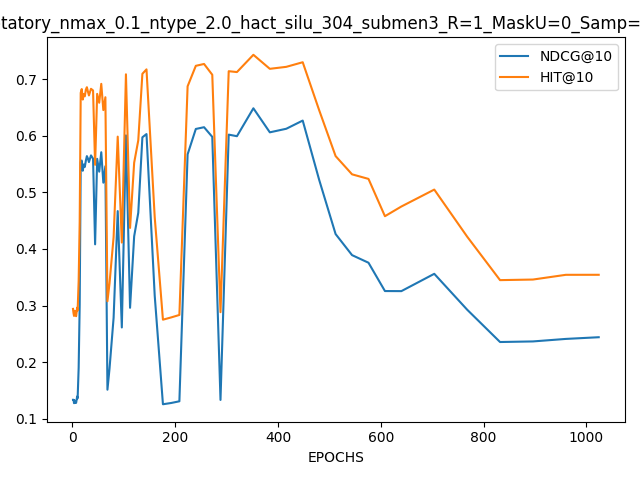 tatory_nmax_0.1_ntype_2.0_hact_silu_304_submen3_R=1_MaskU=0_Samp=
NDCG@10
HIT@10
0.7
0.6
0.5
0.4
0.3
0.2
0.1
0 200 400 600 800 1000
EPOCHS